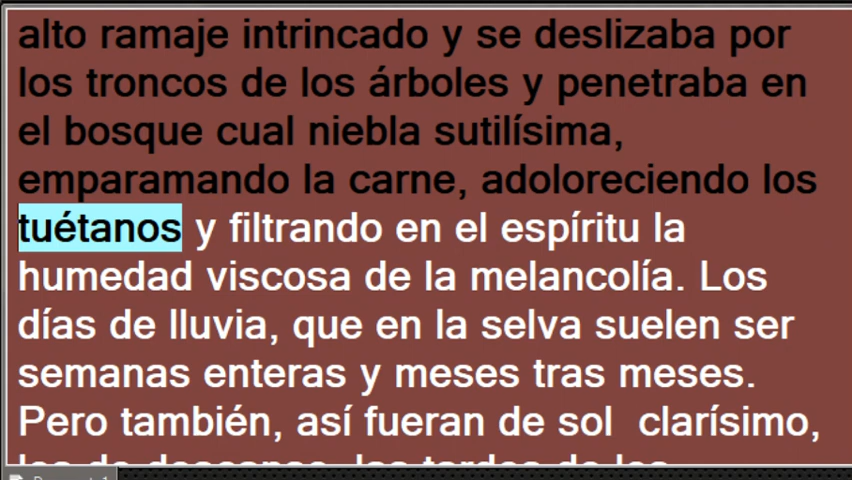 alto ramaje intrincado y se deslizaba por
los troncos de los árboles y penetraba en
el bosque cual niebla sutilísima,
emparamando la carne, adoloreciendo los
tuétanos y filtrando en el espíritu la
humedad viscosa de la melancolía. Los
días de lluvia, que en la selva suelen ser
semanas enteras y meses tras meses.
Pero también, así fueran de sol  clarísimo,